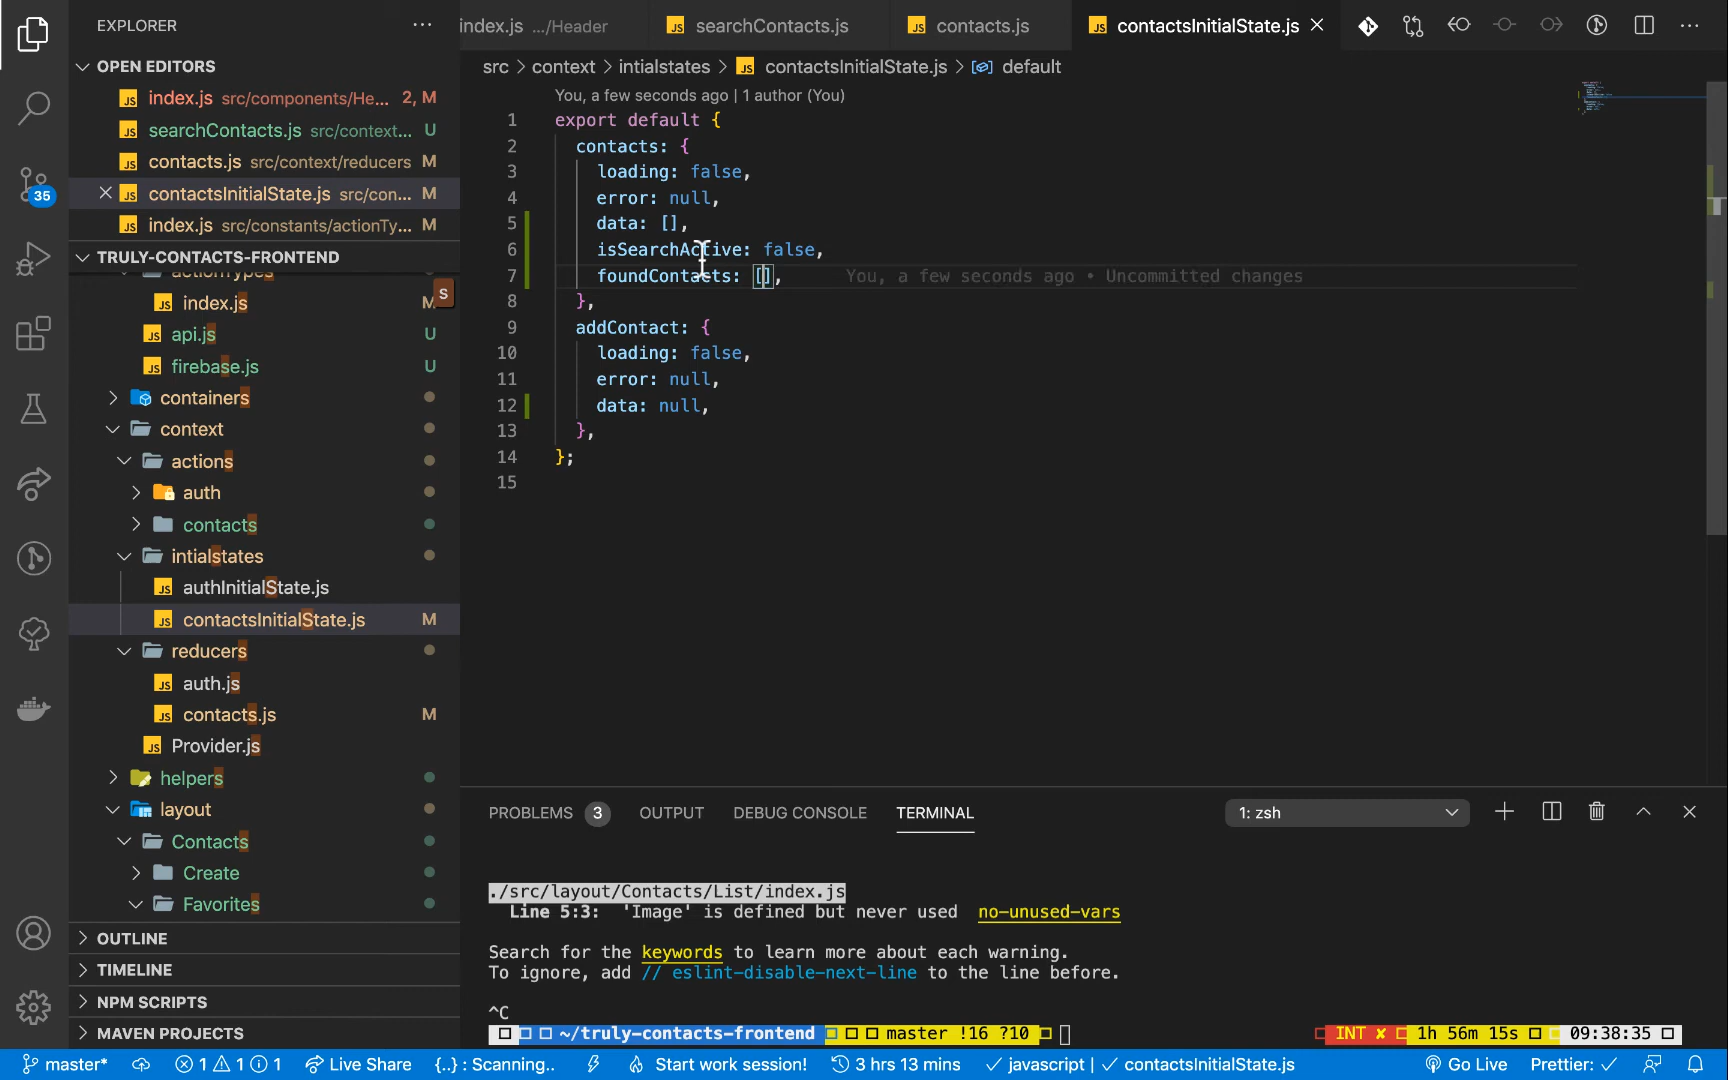 EXPLORER
OPEN EDITORS
index.js src/components/He... 2, M
searchContacts.js src/context... U
contacts.js src/context/reducers M
contactsInitialState.js src/con... M
index.js src/constants/actionTy... M
TRULY-CONTACTS-FRONTEND
actionTypes
index.js M
s
api.js U
firebase.js U
containers
context
actions
auth
contacts
intialstates
authInitialState.js
contactsInitialState.js M
reducers
auth.js
contacts.js M
Provider.js
helpers
layout
Contacts
Create
Favorites
OUTLINE
TIMELINE
NPM SCRIPTS
MAVEN PROJECTS
35
index.js .../Header
searchContacts.js
contacts.js
contactsInitialState.js
src > context > intialstates > contactsInitialState.js > default
You, a few seconds ago | 1 author (You)
1 export default {
2 contacts: {
3 loading: false,
4 error: null,
5 data: [],
6 isSearchActive: false,
7 foundContacts: [], You, a few seconds ago • Uncommitted changes
8 },
9 addContact: {
10 loading: false,
11 error: null,
12 data: null,
13 },
14 };
15
PROBLEMS 3 OUTPUT DEBUG CONSOLE TERMINAL 1: zsh
./src/layout/Contacts/List/index.js
Line 5:3: 'Image' is defined but never used no-unused-vars
Search for the keywords to learn more about each warning.
To ignore, add // eslint-disable-next-line to the line before.
^C
~/truly-contacts-frontend master !16 ?10 INT ✘ 1h 56m 15s 09:38:35
master* 1 1 1 Live Share {..} : Scanning.. Start work session! 3 hrs 13 mins ✓ javascript | ✓ contactsInitialState.js Go Live Prettier: ✓